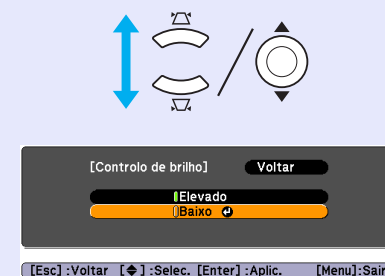 [Controlo de brilho] Voltar
Elevado
Baixo
[Esc] :Voltar [◆] :Selec. [Enter] :Aplic. [Menu]:Sair